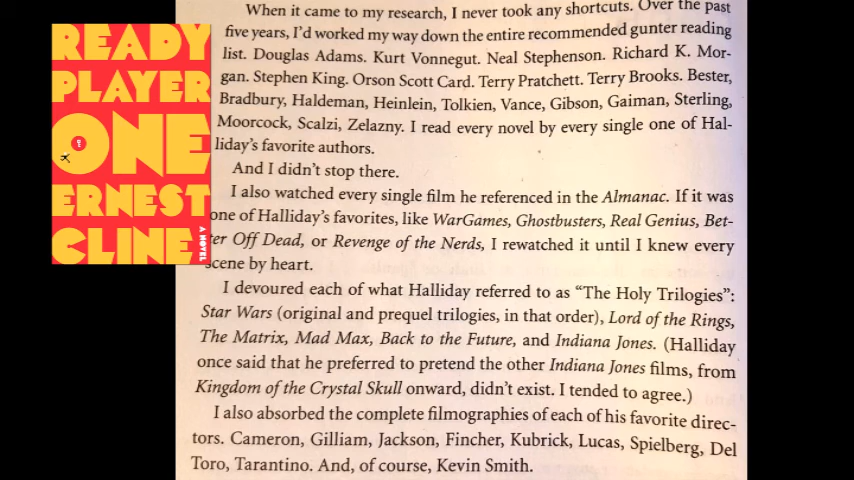 READY
PLAYER
ONE
ERNEST
CLINE
A NOVEL
When it came to my research, I never took any shortcuts. Over the past
five years, I'd worked my way down the entire recommended gunter reading
list. Douglas Adams. Kurt Vonnegut. Neal Stephenson. Richard K. Mor-
gan. Stephen King. Orson Scott Card. Terry Pratchett. Terry Brooks. Bester,
Bradbury, Haldeman, Heinlein, Tolkien, Vance, Gibson, Gaiman, Sterling,
Moorcock, Scalzi, Zelazny. I read every novel by every single one of Hal-
liday's favorite authors.
And I didn't stop there.
I also watched every single film he referenced in the Almanac. If it was
one of Halliday's favorites, like WarGames, Ghostbusters, Real Genius, Bet-
ter Off Dead, or Revenge of the Nerds, I rewatched it until I knew every
scene by heart.
I devoured each of what Halliday referred to as “The Holy Trilogies”:
Star Wars (original and prequel trilogies, in that order), Lord of the Rings,
The Matrix, Mad Max, Back to the Future, and Indiana Jones. (Halliday
once said that he preferred to pretend the other Indiana Jones films, from
Kingdom of the Crystal Skull onward, didn't exist. I tended to agree.)
I also absorbed the complete filmographies of each of his favorite direc-
tors. Cameron, Gilliam, Jackson, Fincher, Kubrick, Lucas, Spielberg, Del
Toro, Tarantino. And, of course, Kevin Smith.